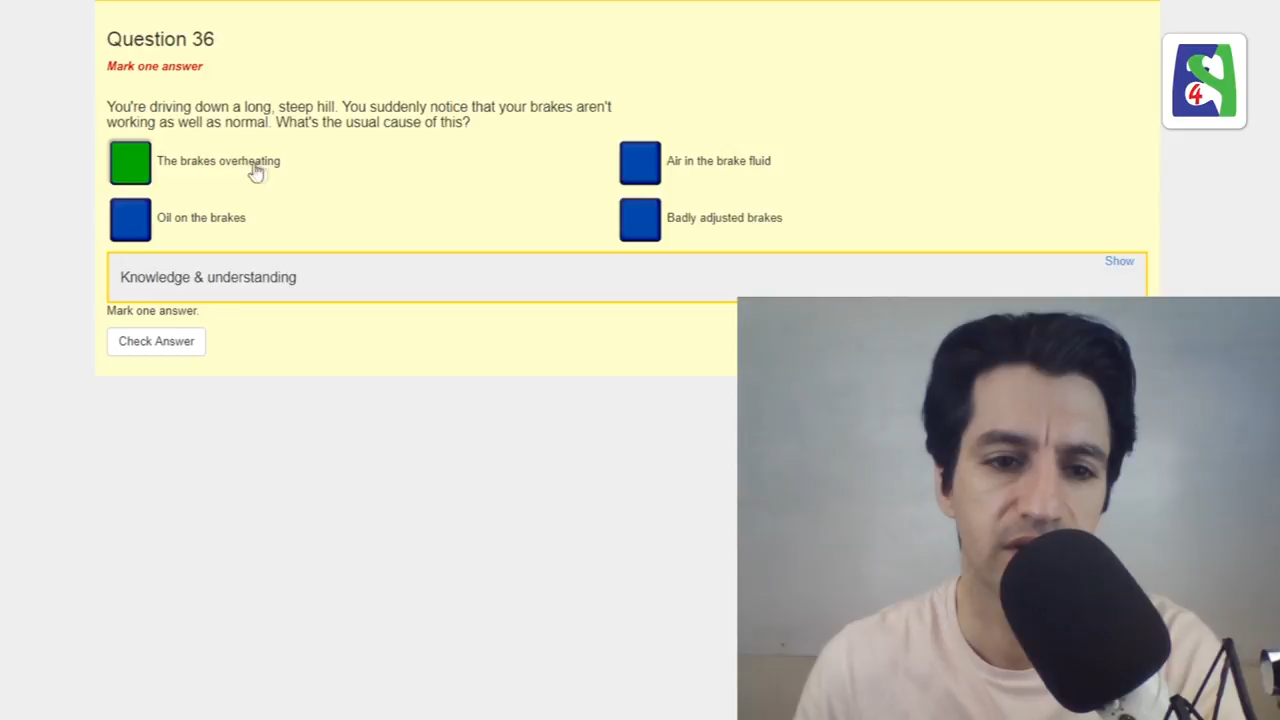 Question 36
Mark one answer
You're driving down a long, steep hill. You suddenly notice that your brakes aren't
working as well as normal. What's the usual cause of this?
The brakes overheating
Air in the brake fluid
Oil on the brakes
Badly adjusted brakes
Show
Knowledge & understanding
Mark one answer.
Check Answer
4